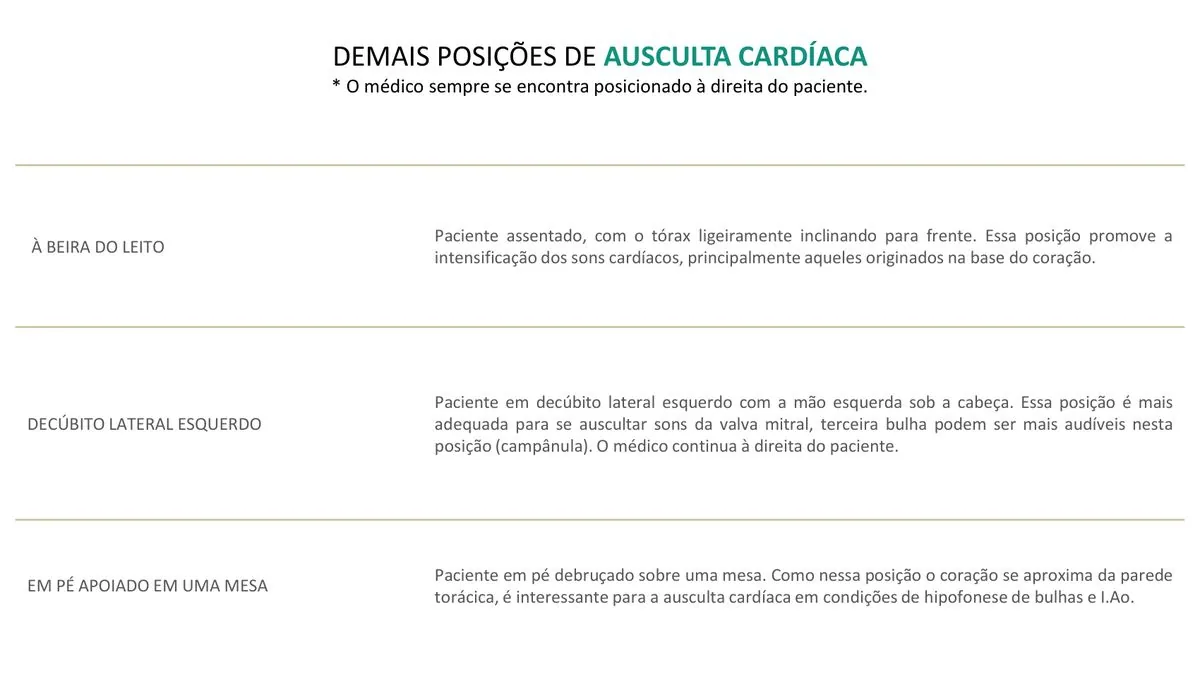 DEMAIS POSIÇÕES DE AUSCULTA CARDÍACA
* O médico sempre se encontra posicionado à direita do paciente.
À BEIRA DO LEITO
Paciente assentado, com o tórax ligeiramente inclinando para frente. Essa posição promove a
intensificação dos sons cardíacos, principalmente aqueles originados na base do coração.
DECÚBITO LATERAL ESQUERDO
Paciente em decúbito lateral esquerdo com a mão esquerda sob a cabeça. Essa posição é mais
adequada para se auscultar sons da valva mitral, terceira bulha podem ser mais audíveis nesta
posição (campânula). O médico continua à direita do paciente.
EM PÉ APOIADO EM UMA MESA
Paciente em pé debruçado sobre uma mesa. Como nessa posição o coração se aproxima da parede
torácica, é interessante para a ausculta cardíaca em condições de hipofonese de bulhas e I.Ao.